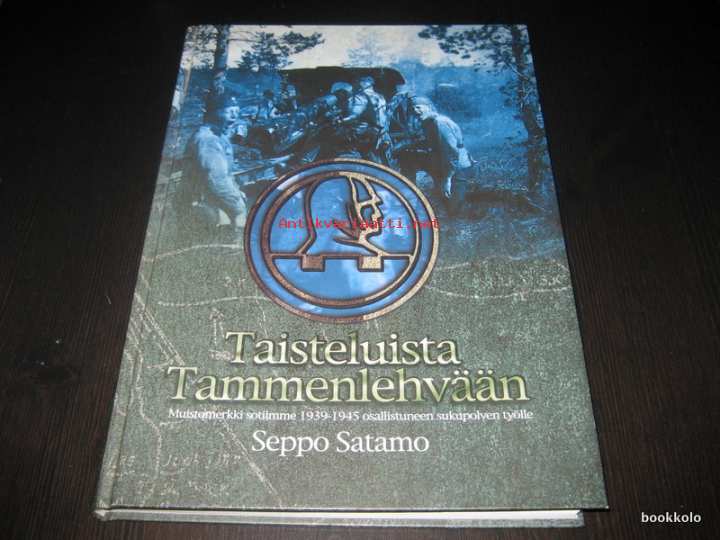 Antikvariaatti.net
Taisteluista
Tammenlehvään
Muistomerkki sotiimme 1939-1945 osallistuneen sukupolven työlle
Seppo Satamo
bookkolo